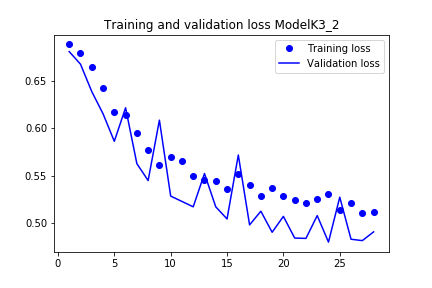 Training and validation loss ModelK3_2
Training loss
Validation loss
0.65
0.60
0.55
0.50
0 5 10 15 20 25